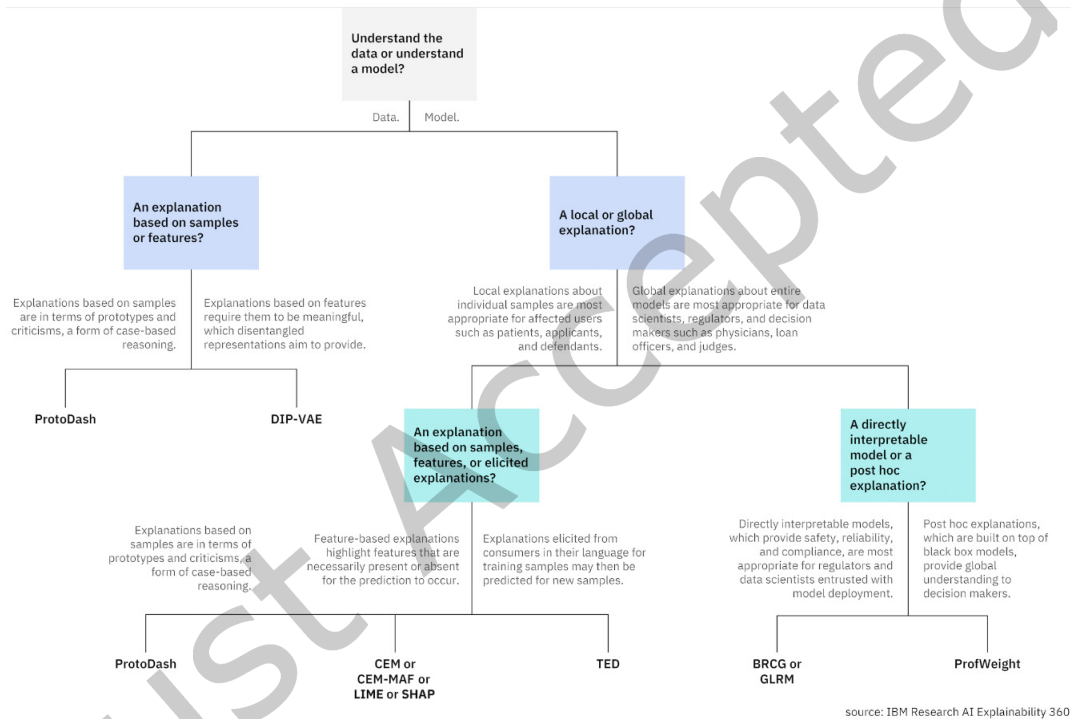 Understand the
data or understand
a model?
Data. Model.
An explanation
based on samples
or features?
A local or global
explanation?
Explanations based on samples
are in terms of prototypes and
criticisms, a form of case-based
reasoning.
Explanations based on features
require them to be meaningful,
which disentangled
representations aim to provide.
Local explanations about
individual samples are most
appropriate for affected users
such as patients, applicants,
and defendants.
Global explanations about entire
models are most appropriate for data
scientists, regulators, and decision
makers such as physicians, loan
officers, and judges.
ProtoDash
DIP-VAE
An explanation
based on samples,
features, or elicited
explanations?
A directly
interpretable
model or a
post hoc
explanation?
Explanations based on
samples are in terms of
prototypes and criticisms, a
form of case-based
reasoning.
Feature-based explanations
highlight features that are
necessarily present or absent
for the prediction to occur.
Explanations elicited from
consumers in their language for
training samples may then be
predicted for new samples.
Directly interpretable models,
which provide safety, reliability,
and compliance, are most
appropriate for regulators and
data scientists entrusted with
model deployment.
Post hoc explanations,
which are built on top of
black box models,
provide global
understanding to
decision makers.
ProtoDash
CEM or
CEM-MAF or
LIME or SHAP
TED
BRCG or
GLRM
ProfWeight
source: IBM Research AI Explainability 360
ust Accepted